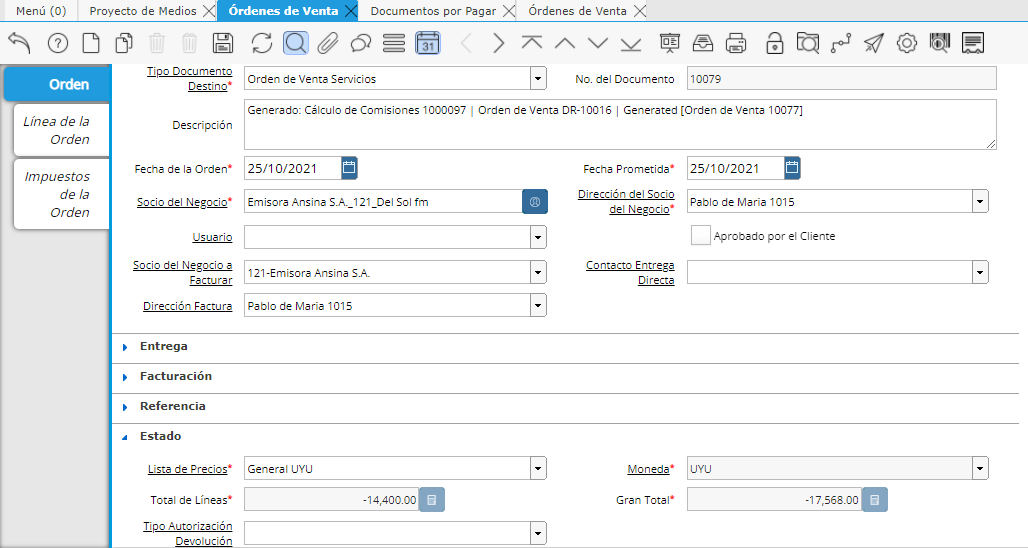 Menú (0) Proyecto de Medios Órdenes de Venta Documentos por Pagar Órdenes de Venta
31
Orden
Línea de la
Orden
Impuestos
de la
Orden
Tipo Documento
Destino* Orden de Venta Servicios No. del Documento 10079
Descripción Generado: Cálculo de Comisiones 1000097 | Orden de Venta DR-10016 | Generated [Orden de Venta 10077]
Fecha de la Orden* 25/10/2021 Fecha Prometida* 25/10/2021
Socio del Negocio* Emisora Ansina S.A._121_Del Sol fm Dirección del Socio
del Negocio* Pablo de Maria 1015
Usuario Aprobado por el Cliente
Socio del Negocio a
Facturar 121-Emisora Ansina S.A. Contacto Entrega
Directa
Dirección Factura Pablo de Maria 1015
Entrega
Facturación
Referencia
Estado
Lista de Precios* General UYU Moneda* UYU
Total de Líneas* -14,400.00 Gran Total* -17,568.00
Tipo Autorización
Devolución